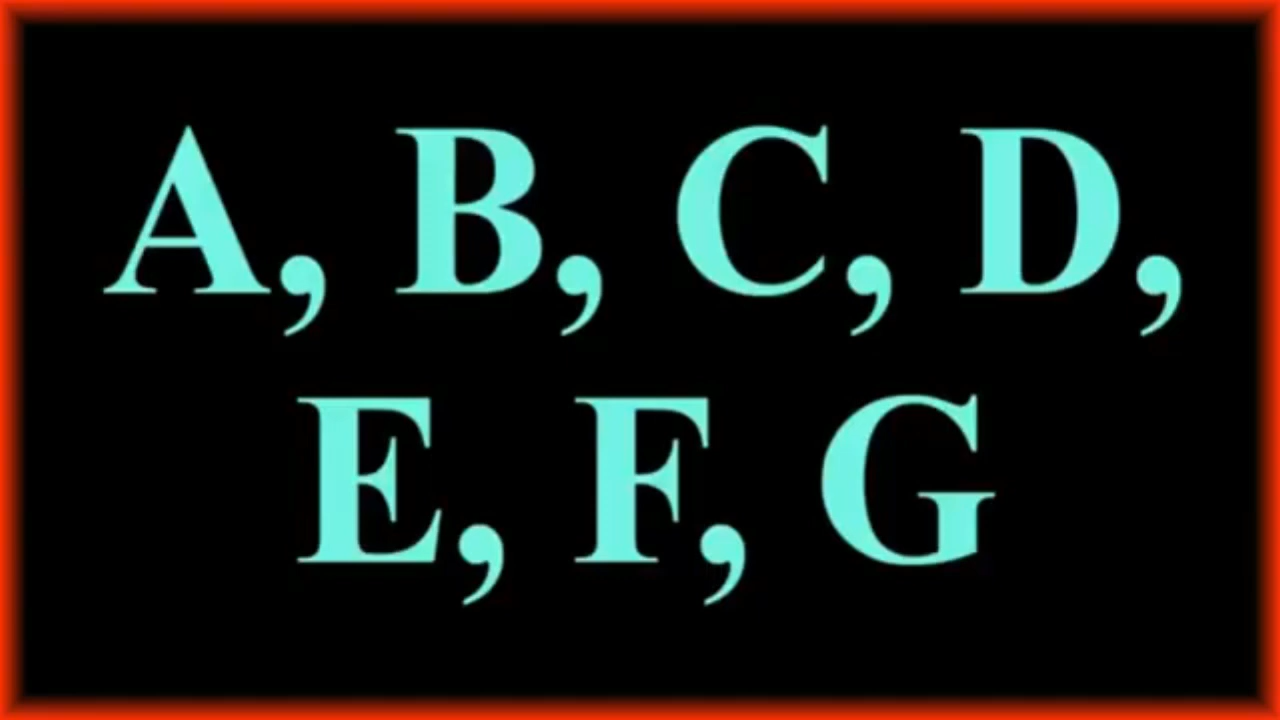 A, B, C, D,
E, F, G